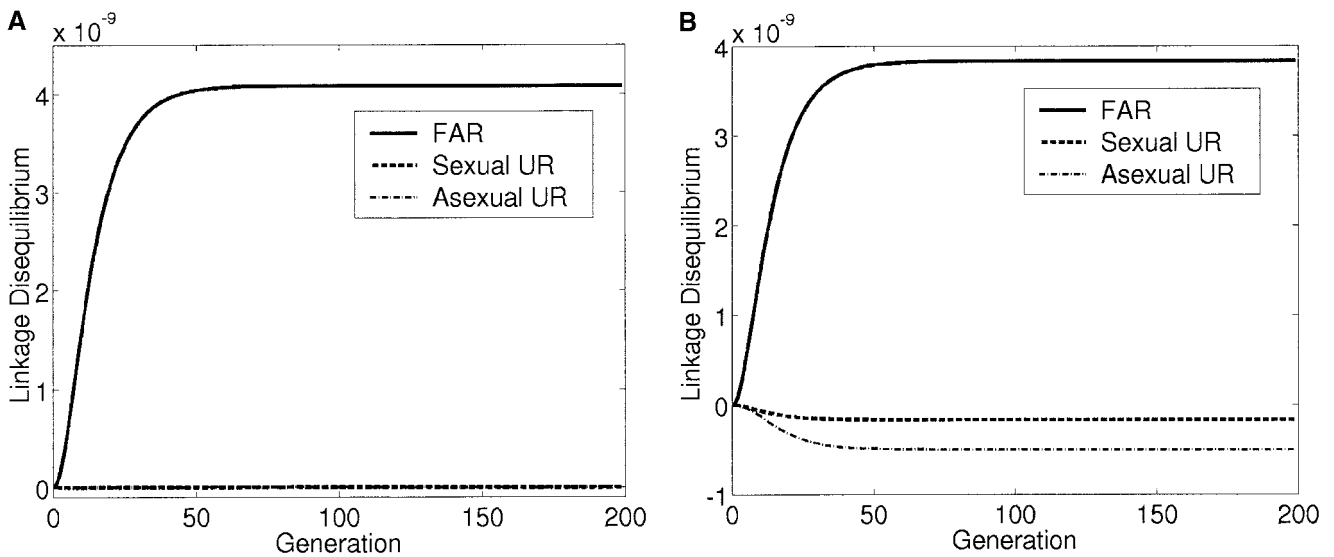 A
x 10-9
4
3
2
1
0
Linkage Disequilibrium
FAR
Sexual UR
Asexual UR
0 50 100 150 200
Generation
B
x 10-9
4
3
2
1
0
-1
Linkage Disequilibrium
FAR
Sexual UR
Asexual UR
0 50 100 150 200
Generation